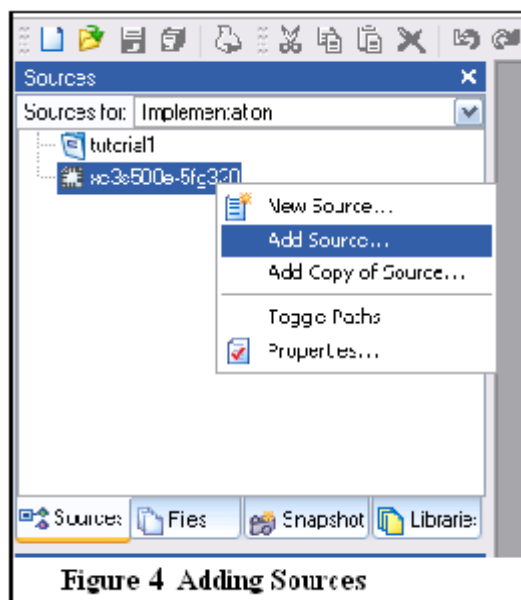 Sources
Sources for: Implementation
tutorial1
xc3s500e-5fg320
New Source...
Add Source...
Add Copy of Source...
Toggle Paths
Properties...
Sources Files Snapshot Libraries
Figure 4 Adding Sources